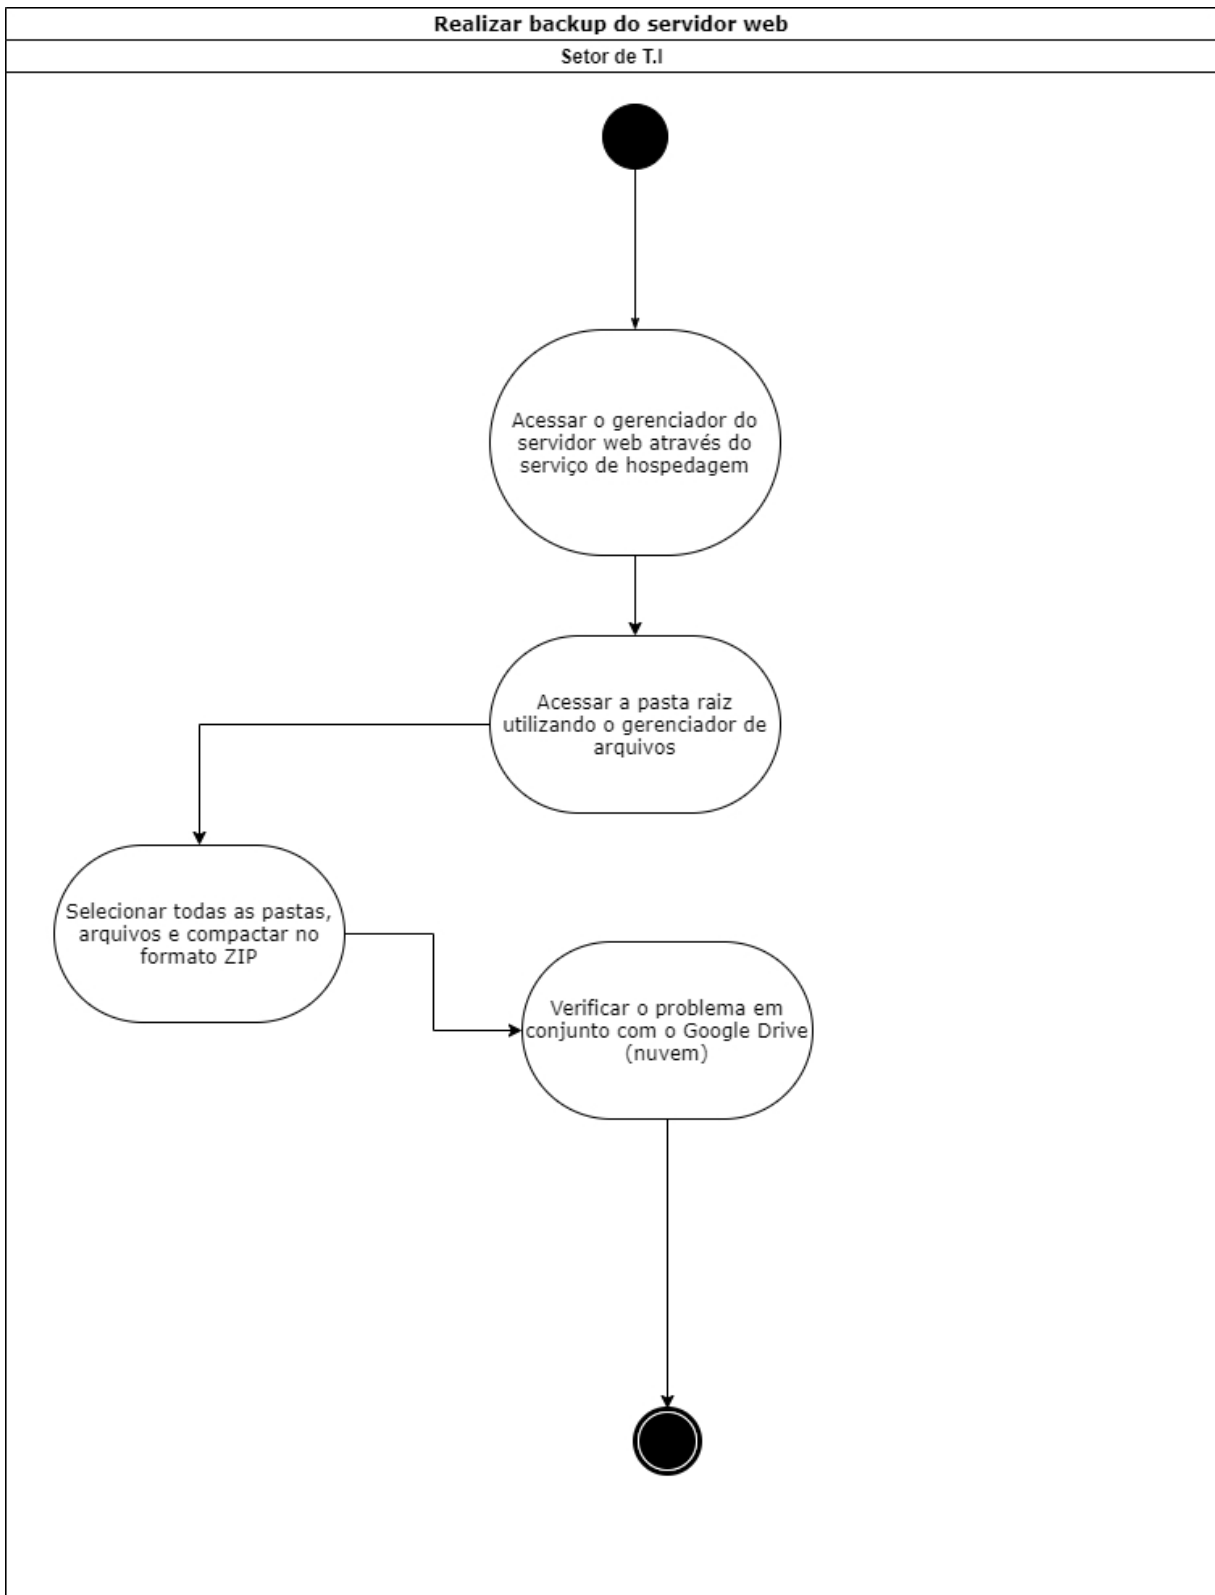 Realizar backup do servidor web
Setor de T.I
Acessar o gerenciador do
servidor web através do
serviço de hospedagem
Acessar a pasta raiz
utilizando o gerenciador de
arquivos
Selecionar todas as pastas,
arquivos e compactar no
formato ZIP
Verificar o problema em
conjunto com o Google Drive
(nuvem)